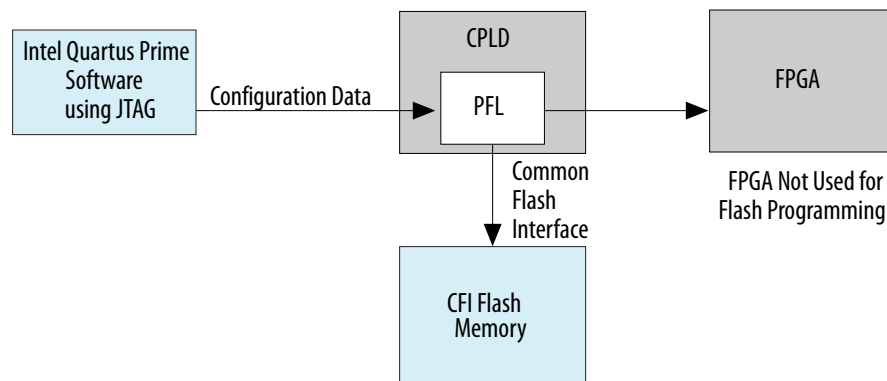 Intel Quartus Prime
Software
using JTAG
Configuration Data
CPLD
PFL
Common
Flash
Interface
CFI Flash
Memory
FPGA
FPGA Not Used for
Flash Programming